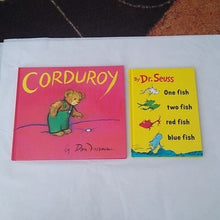 CORDUROY
by Don Freeman
By Dr. Seuss
One fish
two fish
red fish
blue fish